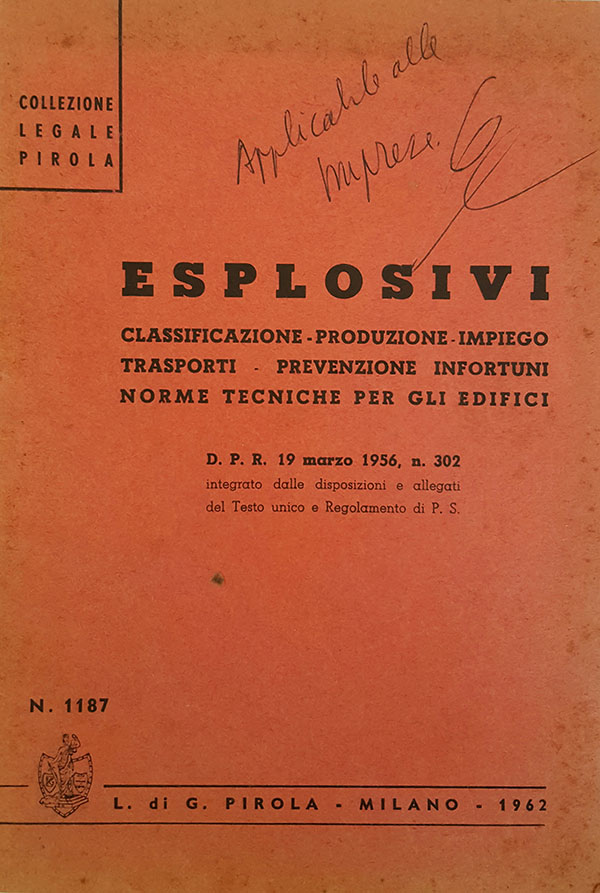 COLLEZIONE
LEGALE
PIROLA
Applicabile alle
Imprese.
ESPLOSIVI
CLASSIFICAZIONE - PRODUZIONE - IMPIEGO
TRASPORTI - PREVENZIONE INFORTUNI
NORME TECNICHE PER GLI EDIFICI
D. P. R. 19 marzo 1956, n. 302
integrato dalle disposizioni e allegati
del Testo unico e Regolamento di P. S.
N. 1187
L. di G. PIROLA - MILANO - 1962